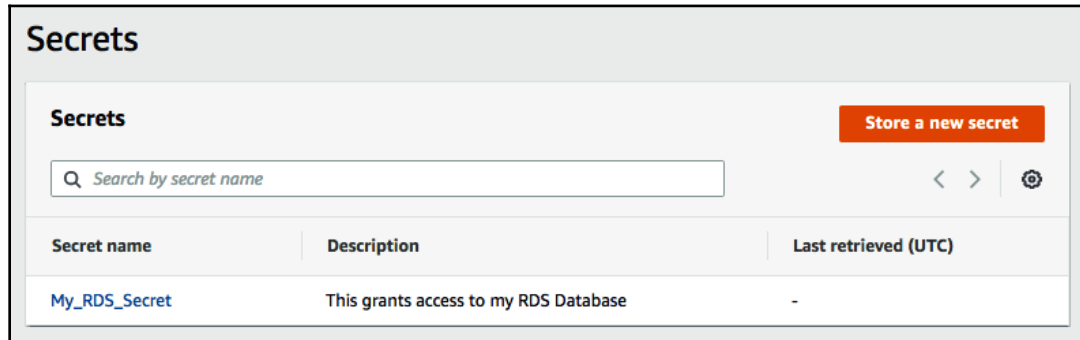 Secrets
Secrets
Store a new secret
Search by secret name
Secret name Description Last retrieved (UTC)
My_RDS_Secret This grants access to my RDS Database -